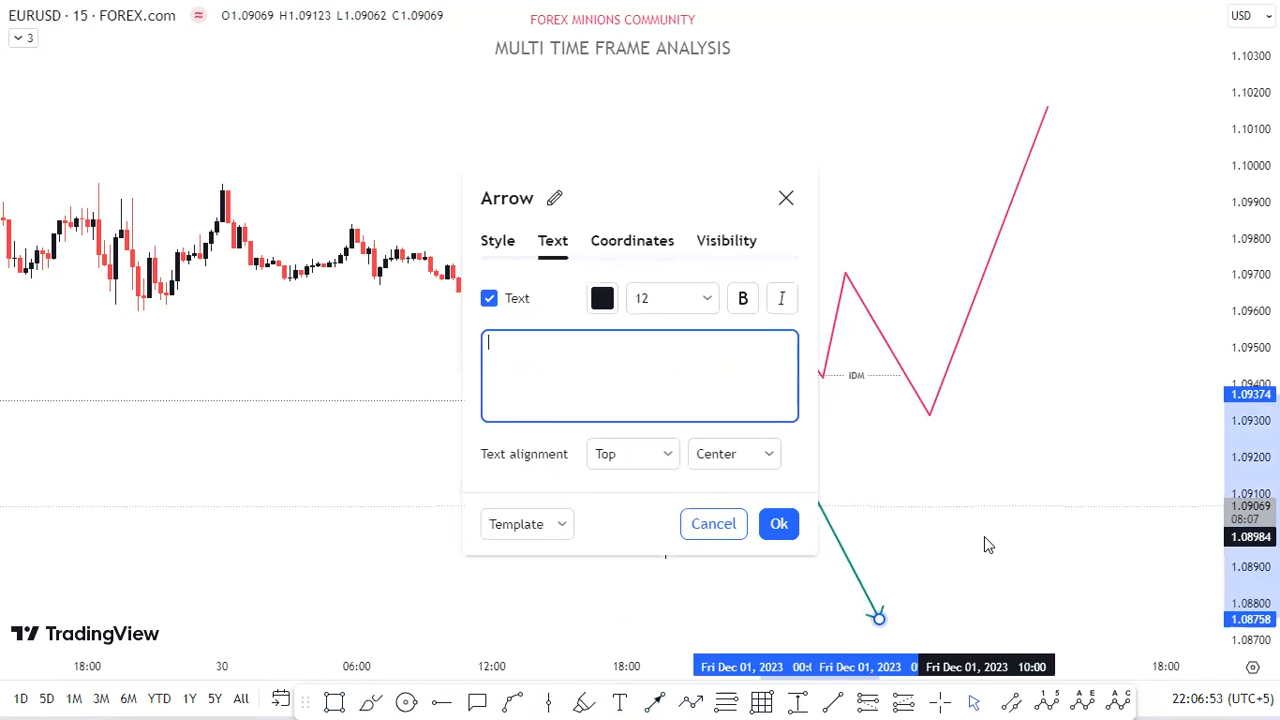 EURUSD · 15 · FOREX.com ≈ O1.09069 H1.09123 L1.09062 C1.09069
3
FOREX MINIONS COMMUNITY
MULTI TIME FRAME ANALYSIS
USD
1.10300
1.10200
1.10100
1.10000
1.09900
1.09800
1.09700
1.09600
1.09500
1.09400
1.09374
1.09300
1.09200
1.09100
1.09069
08:07
1.08984
1.08900
1.08800
1.08758
1.08700
Arrow
Style Text Coordinates Visibility
Text 12 B I
Text alignment Top Center
Template Cancel Ok
IDM
TradingView
18:00 30 06:00 12:00 18:00 Fri Dec 01, 2023 00:0 Fri Dec 01, 2023 0 Fri Dec 01, 2023 10:00 18:00
1D 5D 1M 3M 6M YTD 1Y 5Y All 22:06:53 (UTC+5)